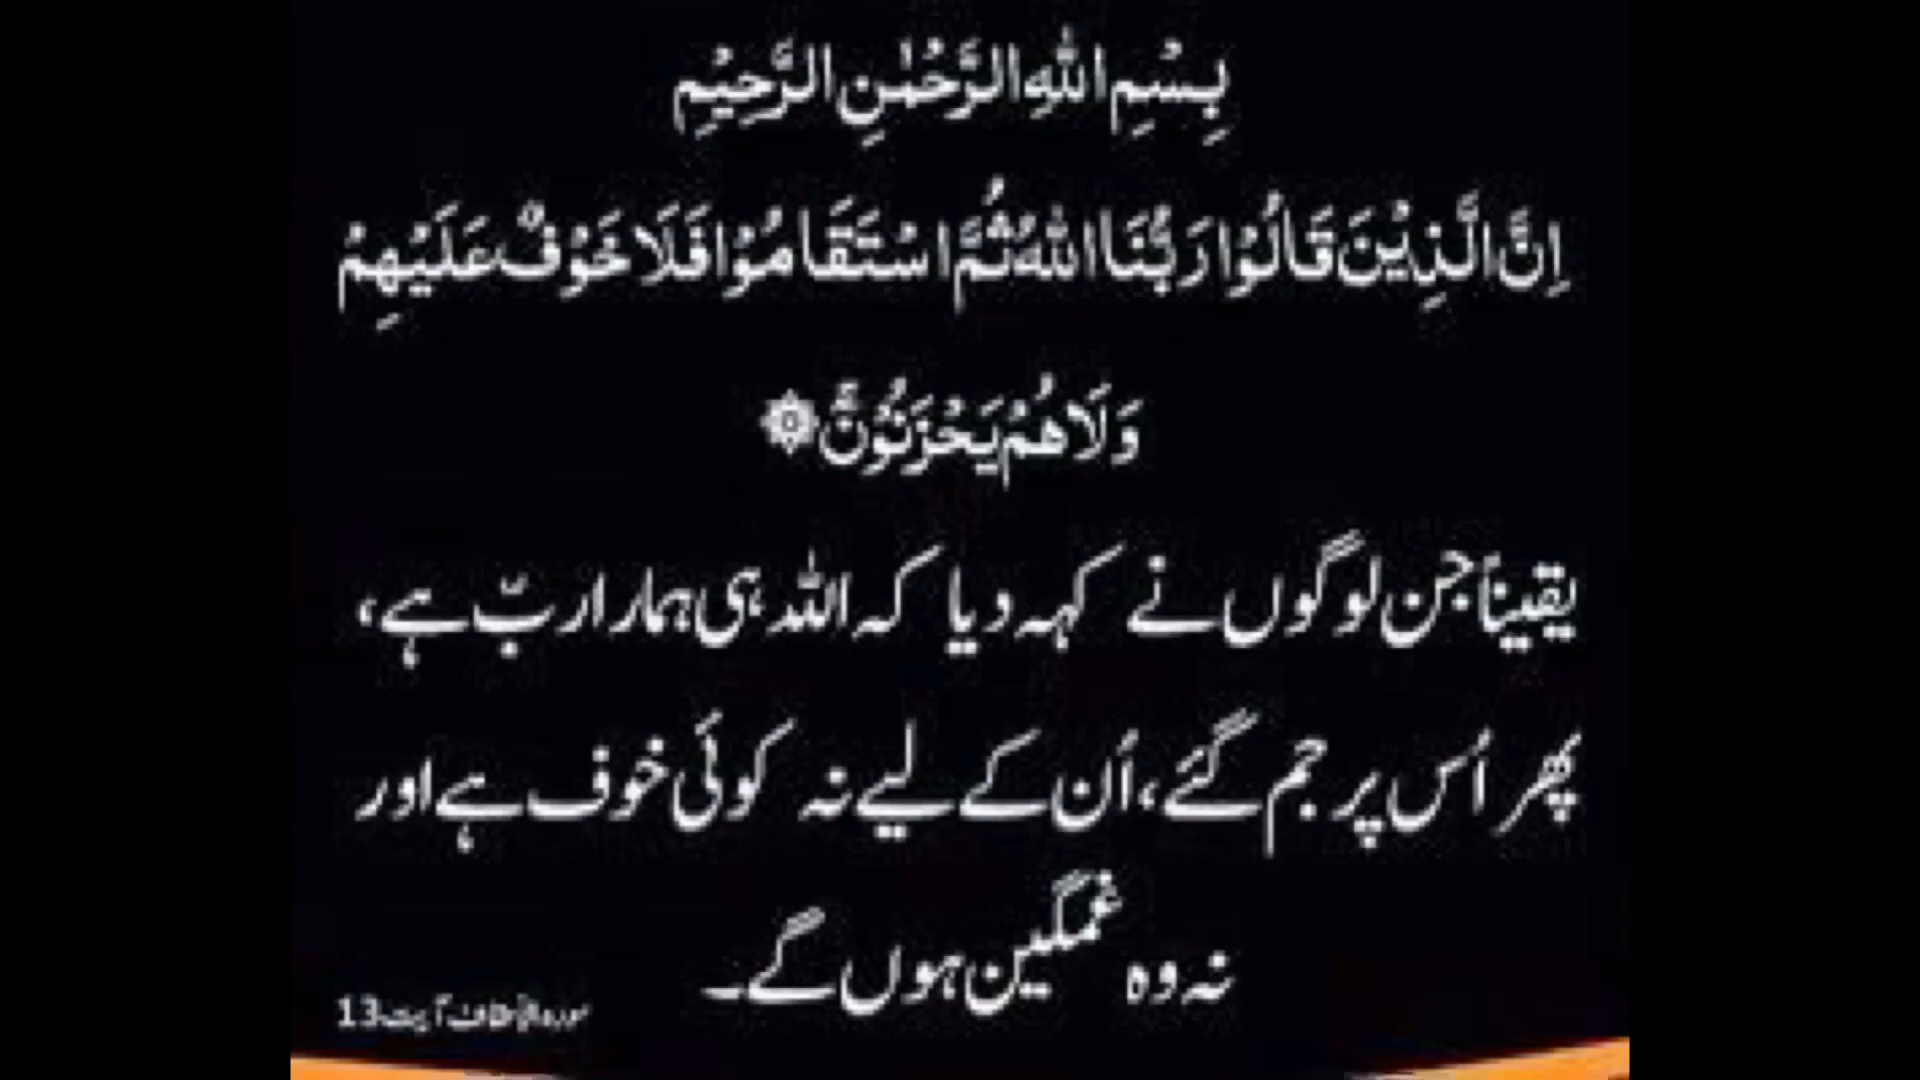 بِسْمِ اللهِ الرَّحْمٰنِ الرَّحِيْمِ
اِنَّ الَّذِيْنَ قَالُوْا رَبُّنَا اللهُ ثُمَّ اسْتَقَامُوْا فَلَا خَوْفٌ عَلَيْهِمْ
وَلَا هُمْ يَحْزَنُوْنَۚ
یقیناً جن لوگوں نے کہہ دیا کہ اللہ ہی ہمارا ربّ ہے،
پھر اُس پر جم گئے، اُن کے لیے نہ کوئی خوف ہے اور
نہ وہ غمگین ہوں گے۔
سورۃ الاحقاف آیت 13